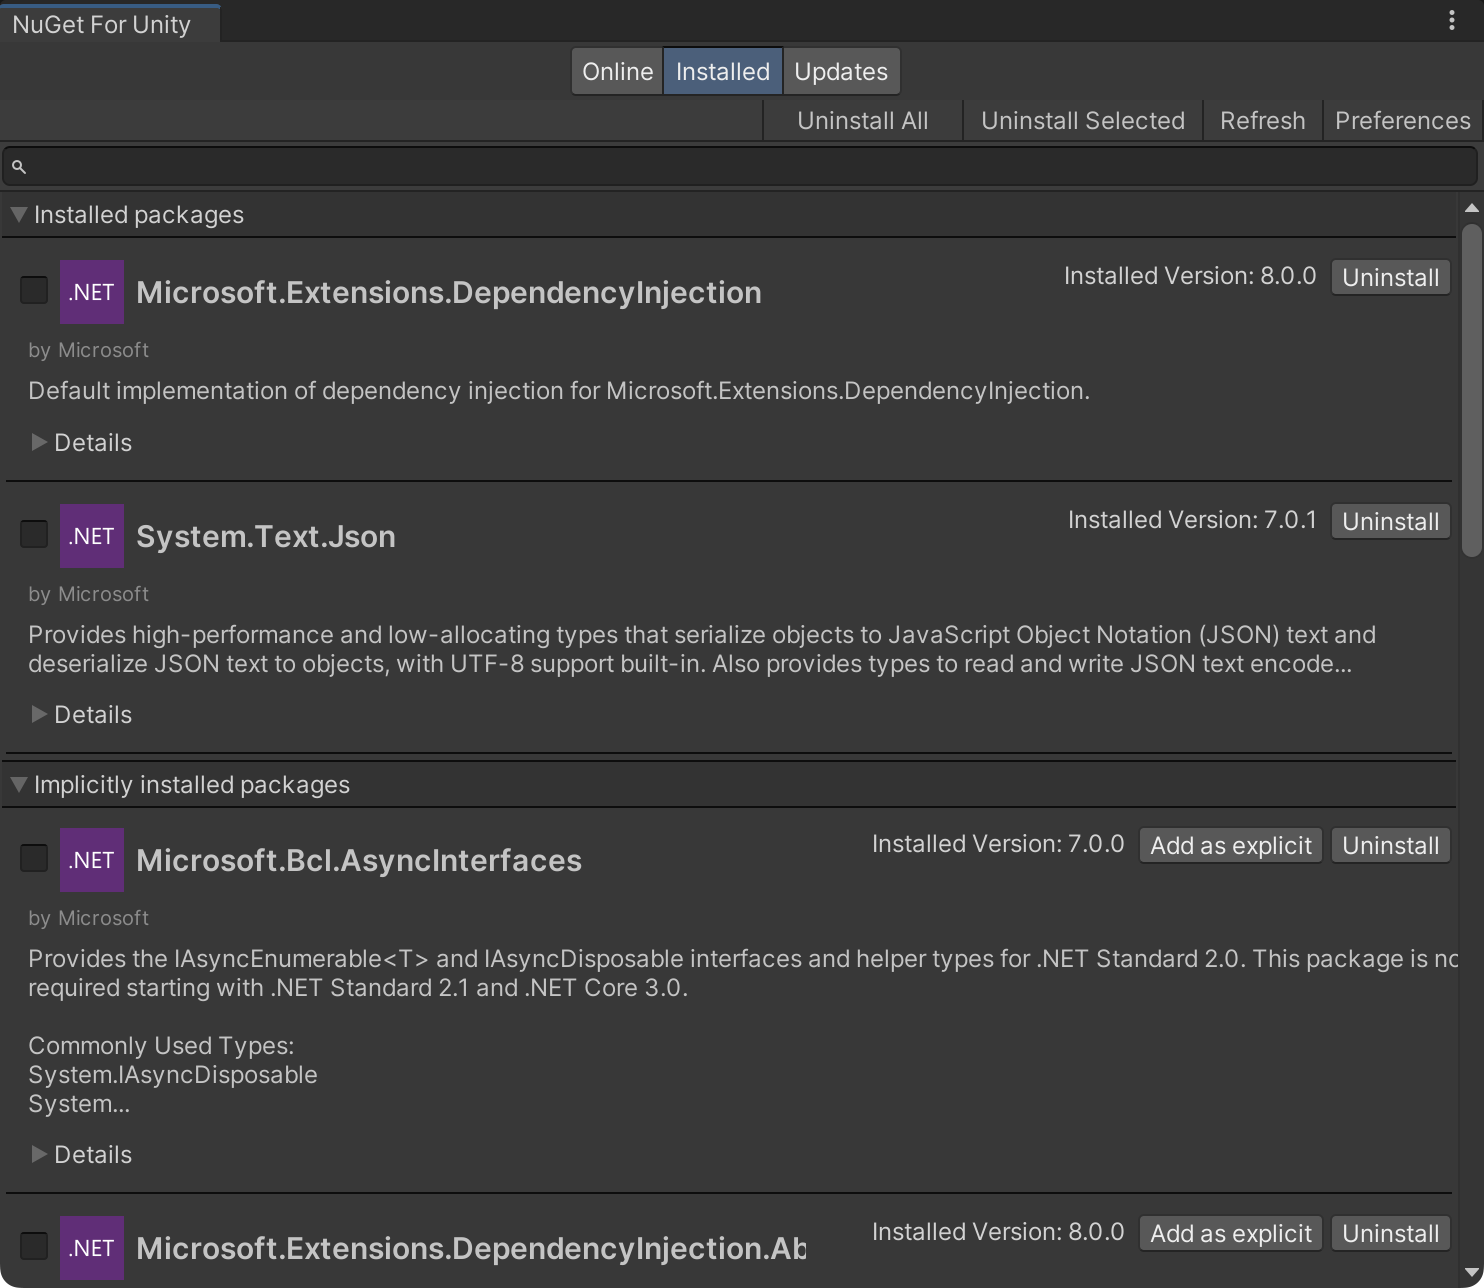 NuGet For Unity
Online Installed Updates
Uninstall All Uninstall Selected Refresh Preferences
Installed packages
.NET Microsoft.Extensions.DependencyInjection Installed Version: 8.0.0 Uninstall
by Microsoft
Default implementation of dependency injection for Microsoft.Extensions.DependencyInjection.
Details
.NET System.Text.Json Installed Version: 7.0.1 Uninstall
by Microsoft
Provides high-performance and low-allocating types that serialize objects to JavaScript Object Notation (JSON) text and
deserialize JSON text to objects, with UTF-8 support built-in. Also provides types to read and write JSON text encode...
Details
Implicitly installed packages
.NET Microsoft.Bcl.AsyncInterfaces Installed Version: 7.0.0 Add as explicit Uninstall
by Microsoft
Provides the IAsyncEnumerable<T> and IAsyncDisposable interfaces and helper types for .NET Standard 2.0. This package is no
required starting with .NET Standard 2.1 and .NET Core 3.0.
Commonly Used Types:
System.IAsyncDisposable
System...
Details
.NET Microsoft.Extensions.DependencyInjection.Ab Installed Version: 8.0.0 Add as explicit Uninstall